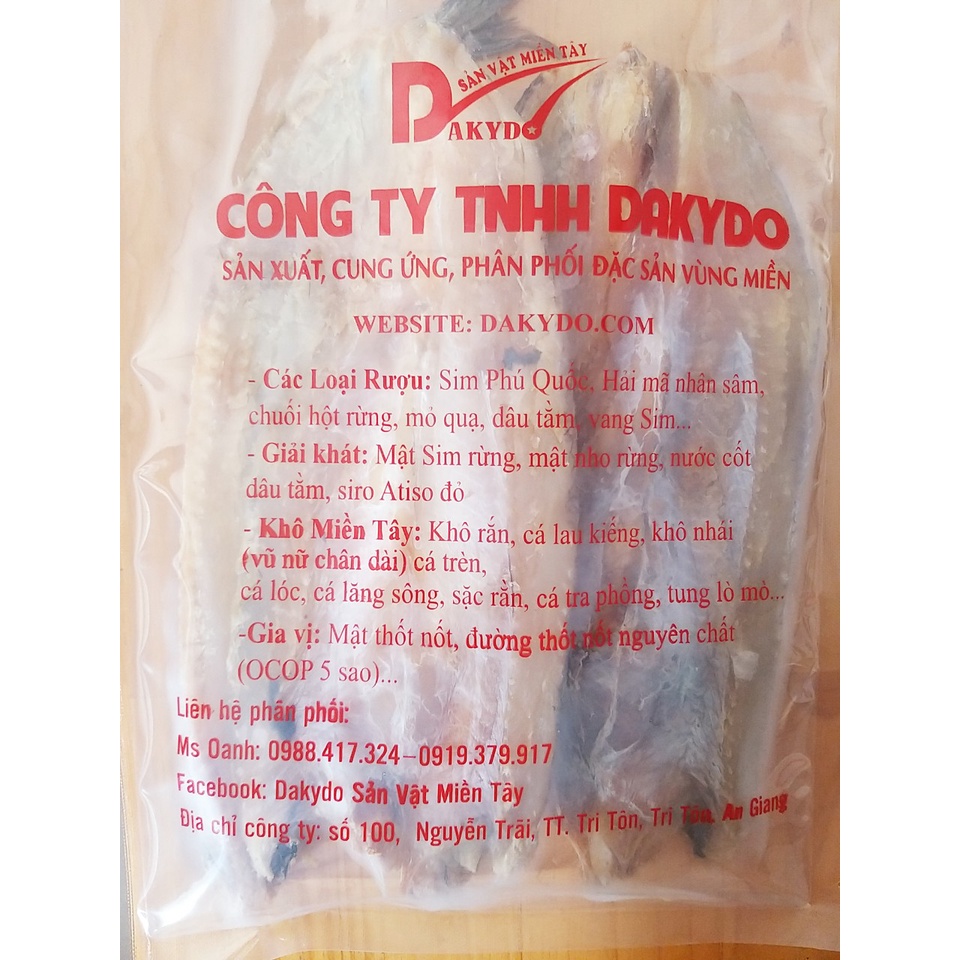 SẢN VẬT MIỀN TÂY
DAKYDO
CÔNG TY TNHH DAKYDO
SẢN XUẤT, CUNG ỨNG, PHÂN PHỐI ĐẶC SẢN VÙNG MIỀN
WEBSITE: DAKYDO.COM
- Các Loại Rượu: Sim Phú Quốc, Hải mã nhân sâm,
chuối hột rừng, mỏ quạ, dâu tằm, vang Sim...
- Giải khát: Mật Sim rừng, mật nho rừng, nước cốt
dâu tằm, siro Atiso đỏ
- Khô Miền Tây: Khô rắn, cá lau kiếng, khô nhái
(vũ nữ chân dài) cá trèn,
cá lóc, cá lăng sông, sặc rằn, cá tra phồng, tung lò mò...
-Gia vị: Mật thốt nốt, đường thốt nốt nguyên chất
(OCOP 5 sao)...
Liên hệ phân phối:
Ms Oanh: 0988.417.324-0919.379.917
Facebook: Dakydo Sản Vật Miền Tây
Địa chỉ công ty: số 100, Nguyễn Trãi, TT. Tri Tôn, Tri Tôn, An Giang